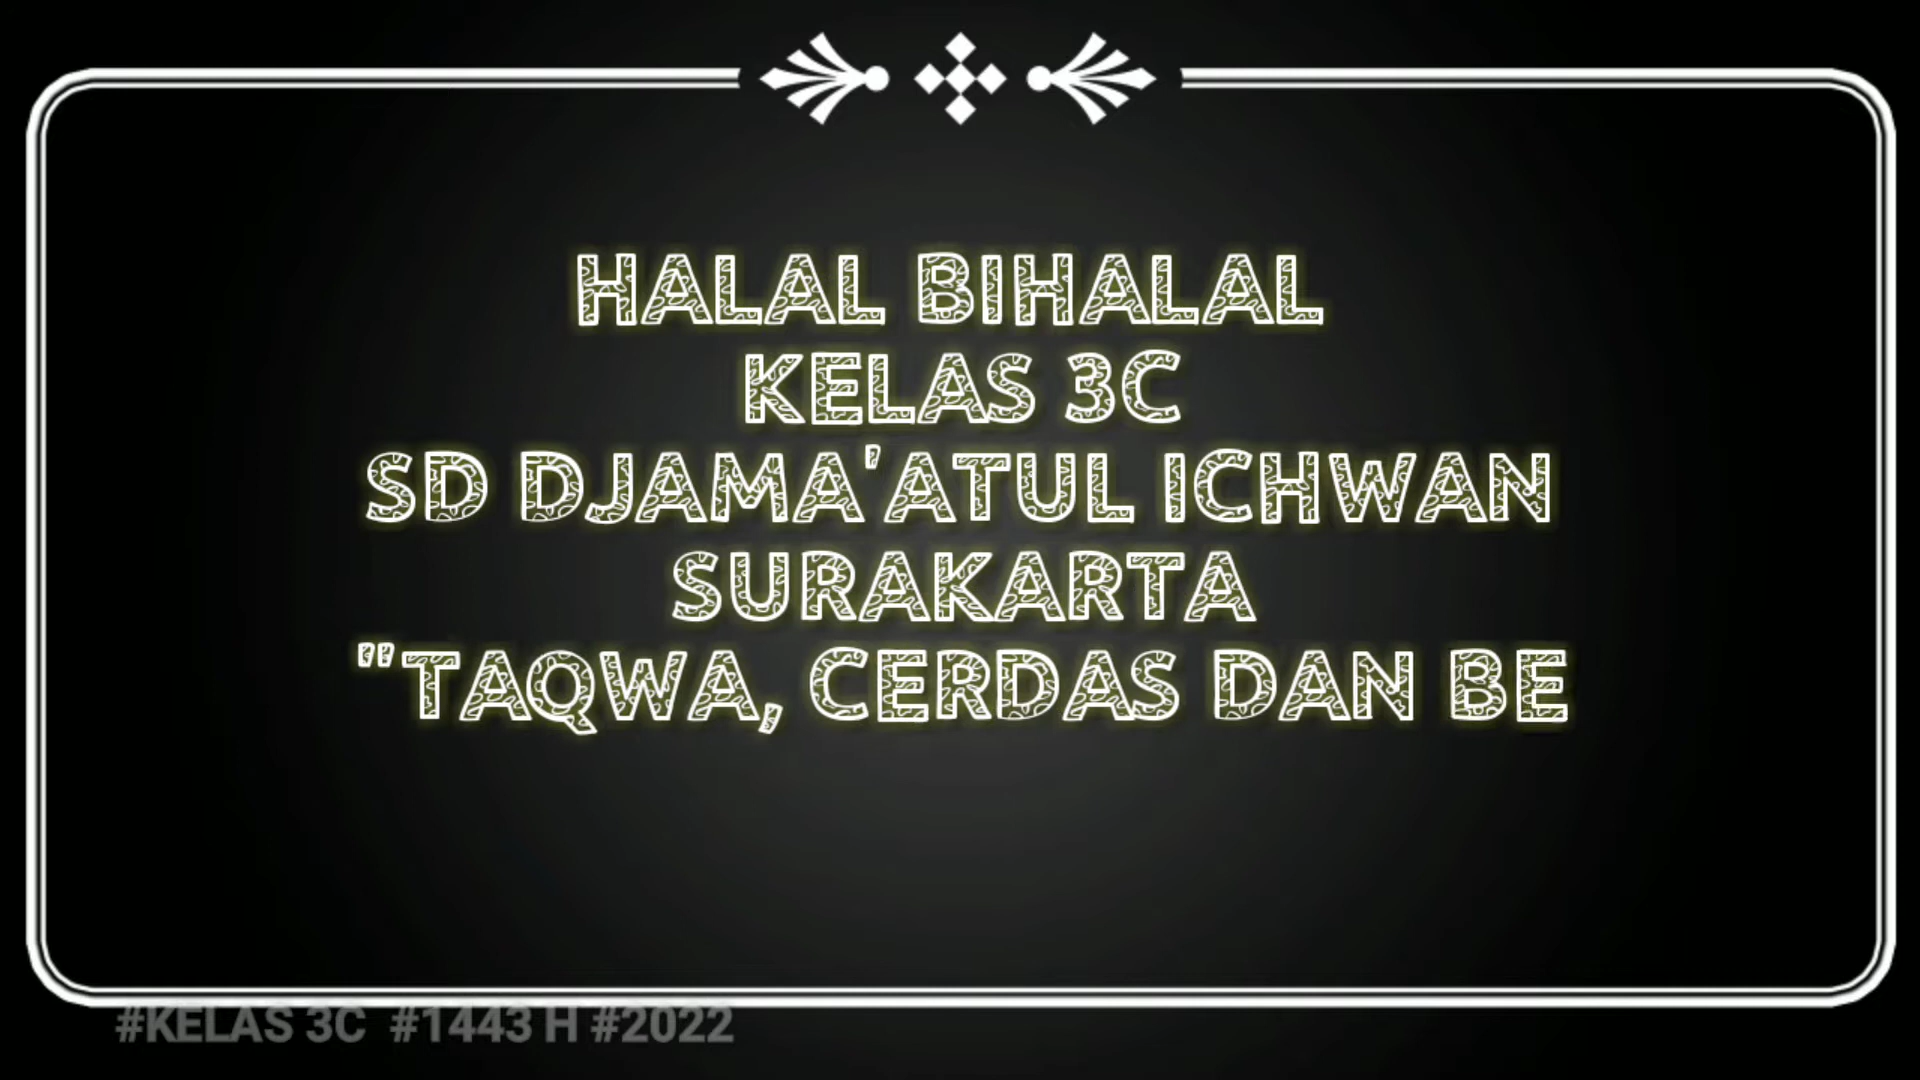 HALAL BIHALAL
KELAS 3C
SD DJAMA'ATUL ICHWAN
SURAKARTA
"TAQWA, CERDAS DAN BE
#KELAS 3C #1443 H #2022